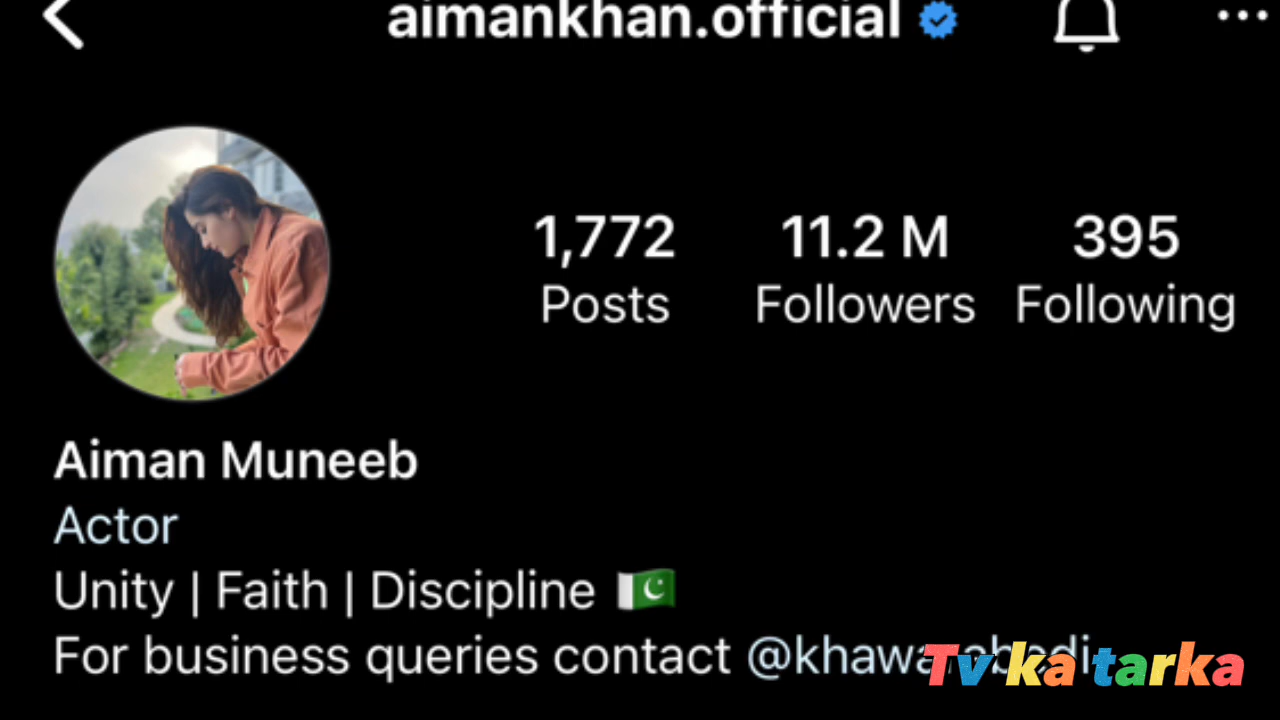 aimankhan.official
1,772 11.2 M 395
Posts Followers Following
Aiman Muneeb
Actor
Unity | Faith | Discipline
For business queries contact
Tv ka tarka